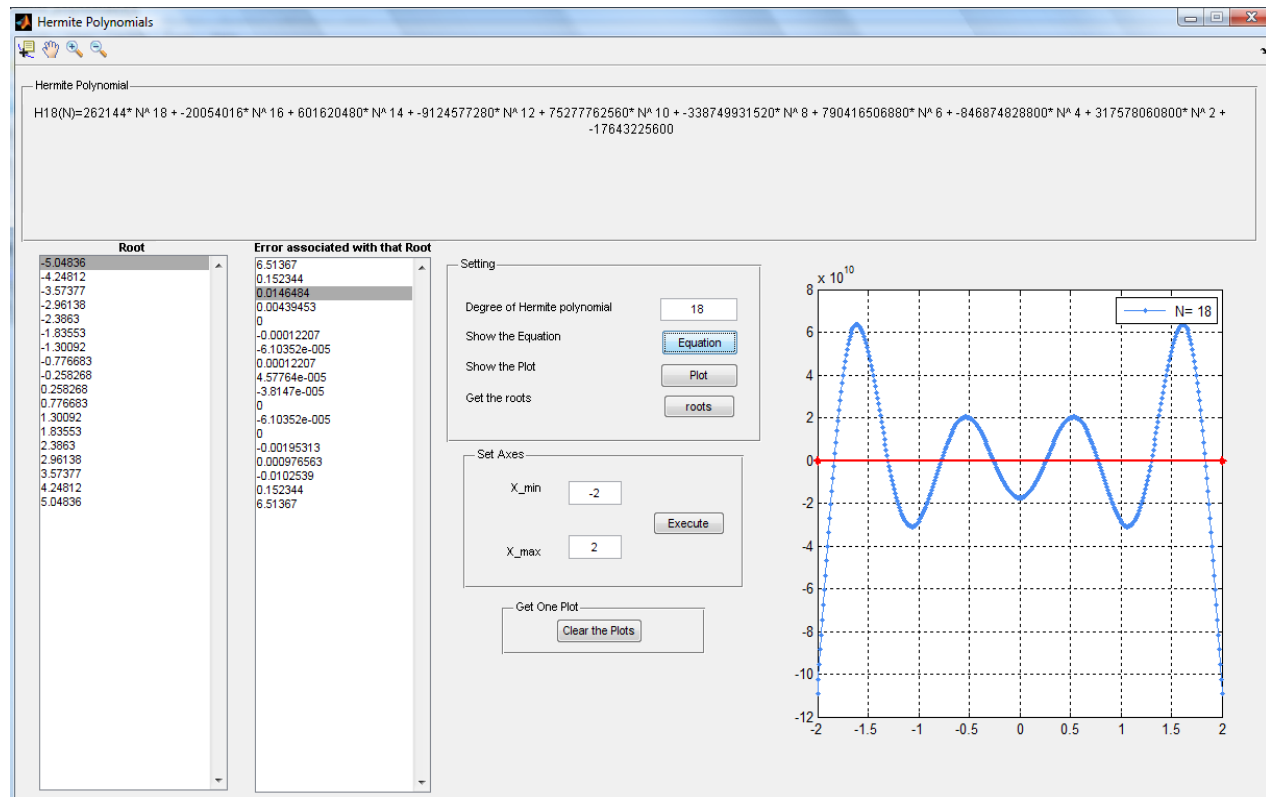 Hermite Polynomials
Hermite Polynomial
H18(N)=262144* N^ 18 + -20054016* N^ 16 + 601620480* N^ 14 + -9124577280* N^ 12 + 75277762560* N^ 10 + -338749931520* N^ 8 + 790416506880* N^ 6 + -846874828800* N^ 4 + 317578060800* N^ 2 +
-17643225600
Root
-5.04836
-4.24812
-3.57377
-2.96138
-2.3863
-1.83553
-1.30092
-0.776683
-0.258268
0.258268
0.776683
1.30092
1.83553
2.3863
2.96138
3.57377
4.24812
5.04836
Error associated with that Root
6.51367
0.152344
0.0146484
0.00439453
0
-0.00012207
-6.10352e-005
0.00012207
4.57764e-005
-3.8147e-005
0
-6.10352e-005
0
-0.00195313
0.000976563
-0.0102539
0.152344
6.51367
Setting
Degree of Hermite polynomial 18
Show the Equation Equation
Show the Plot Plot
Get the roots roots
Set Axes
X_min -2
Execute
X_max 2
Get One Plot
Clear the Plots
x 10^10
N= 18
8
6
4
2
0
-2
-4
-6
-8
-10
-12
-2 -1.5 -1 -0.5 0 0.5 1 1.5 2